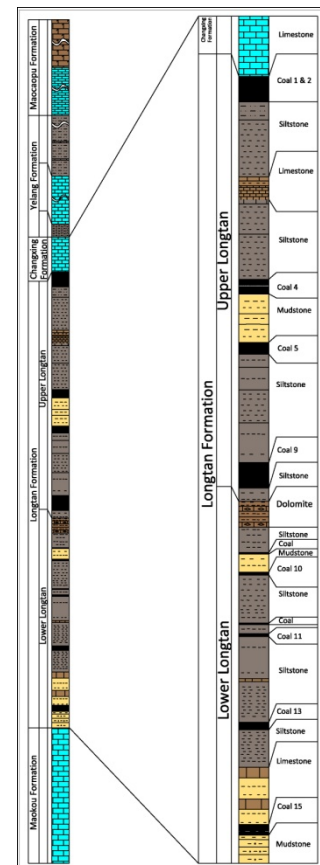 Maocaopu Formation
Yelang Formation
Changxing
Formation
Longtan Formation
Upper Longtan
Lower Longtan
Maokou Formation
Changxing
Formation
Longtan Formation
Upper Longtan
Lower Longtan
Limestone
Coal 1 & 2
Siltstone
Limestone
Siltstone
Coal 4
Mudstone
Coal 5
Siltstone
Coal 9
Siltstone
Dolomite
Siltstone
Coal
Mudstone
Coal 10
Siltstone
Coal
Coal 11
Siltstone
Coal 13
Siltstone
Limestone
Coal 15
Mudstone